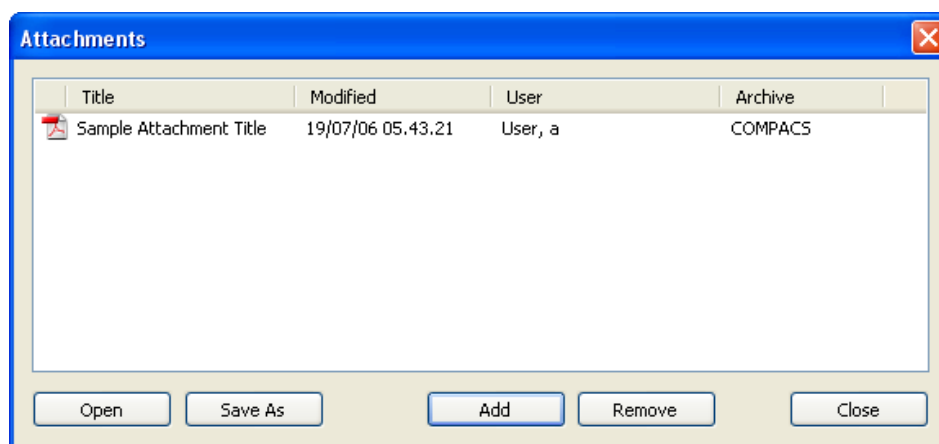 Attachments
Title Modified User Archive
Sample Attachment Title 19/07/06 05.43.21 User, a COMPACS
Open Save As Add Remove Close